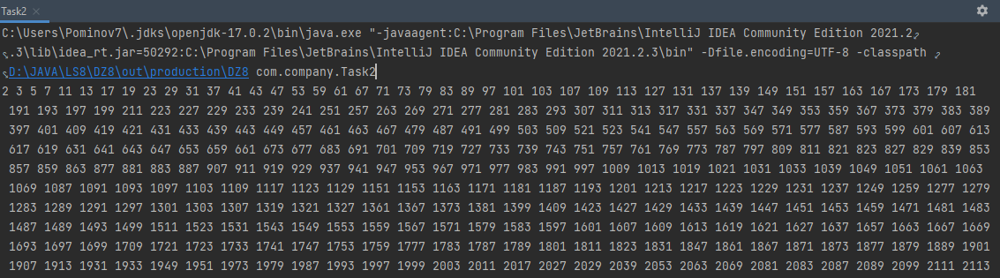 Task2
C:\Users\Pominov7\.jdks\openjdk-17.0.2\bin\java.exe "-javaagent:C:\Program Files\JetBrains\IntelliJ IDEA Community Edition 2021.2
.3\lib\idea_rt.jar=50292:C:\Program Files\JetBrains\IntelliJ IDEA Community Edition 2021.2.3\bin" -Dfile.encoding=UTF-8 -classpath
D:\JAVA\LS8\DZ8\out\production\DZ8 com.company.Task2
2 3 5 7 11 13 17 19 23 29 31 37 41 43 47 53 59 61 67 71 73 79 83 89 97 101 103 107 109 113 127 131 137 139 149 151 157 163 167 173 179 181
191 193 197 199 211 223 227 229 233 239 241 251 257 263 269 271 277 281 283 293 307 311 313 317 331 337 347 349 353 359 367 373 379 383 389
397 401 409 419 421 431 433 439 443 449 457 461 463 467 479 487 491 499 503 509 521 523 541 547 557 563 569 571 577 587 593 599 601 607 613
617 619 631 641 643 647 653 659 661 673 677 683 691 701 709 719 727 733 739 743 751 757 761 769 773 787 797 809 811 821 823 827 829 839 853
857 859 863 877 881 883 887 907 911 919 929 937 941 947 953 967 971 977 983 991 997 1009 1013 1019 1021 1031 1033 1039 1049 1051 1061 1063
1069 1087 1091 1093 1097 1103 1109 1117 1123 1129 1151 1153 1163 1171 1181 1187 1193 1201 1213 1217 1223 1229 1231 1237 1249 1259 1277 1279
1283 1289 1291 1297 1301 1303 1307 1319 1321 1327 1361 1367 1373 1381 1399 1409 1423 1427 1429 1433 1439 1447 1451 1453 1459 1471 1481 1483
1487 1489 1493 1499 1511 1523 1531 1543 1549 1553 1559 1567 1571 1579 1583 1597 1601 1607 1609 1613 1619 1621 1627 1637 1657 1663 1667 1669
1693 1697 1699 1709 1721 1723 1733 1741 1747 1753 1759 1777 1783 1787 1789 1801 1811 1823 1831 1847 1861 1867 1871 1873 1877 1879 1889 1901
1907 1913 1931 1933 1949 1951 1973 1979 1987 1993 1997 1999 2003 2011 2017 2027 2029 2039 2053 2063 2069 2081 2083 2087 2089 2099 2111 2113